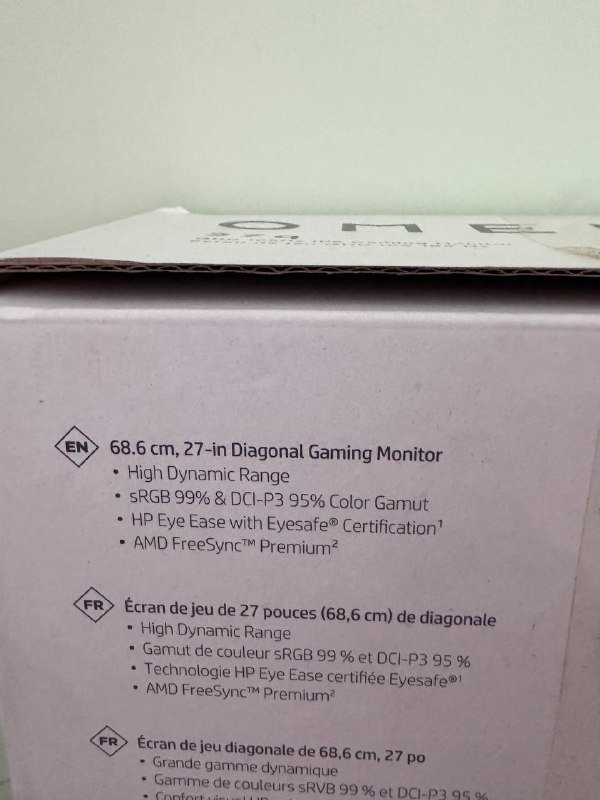 OME
EN 68.6 cm, 27-in Diagonal Gaming Monitor
• High Dynamic Range
• sRGB 99% & DCI-P3 95% Color Gamut
• HP Eye Ease with Eyesafe® Certification¹
• AMD FreeSync™ Premium²
FR Écran de jeu de 27 pouces (68,6 cm) de diagonale
• High Dynamic Range
• Gamut de couleur sRGB 99 % et DCI-P3 95 %
• Technologie HP Eye Ease certifiée Eyesafe®¹
• AMD FreeSync™ Premium²
FR Écran de jeu diagonale de 68,6 cm, 27 po
• Grande gamme dynamique
• Gamme de couleurs sRVB 99 % et DCI-P3 95 %
• Confort visuel HP